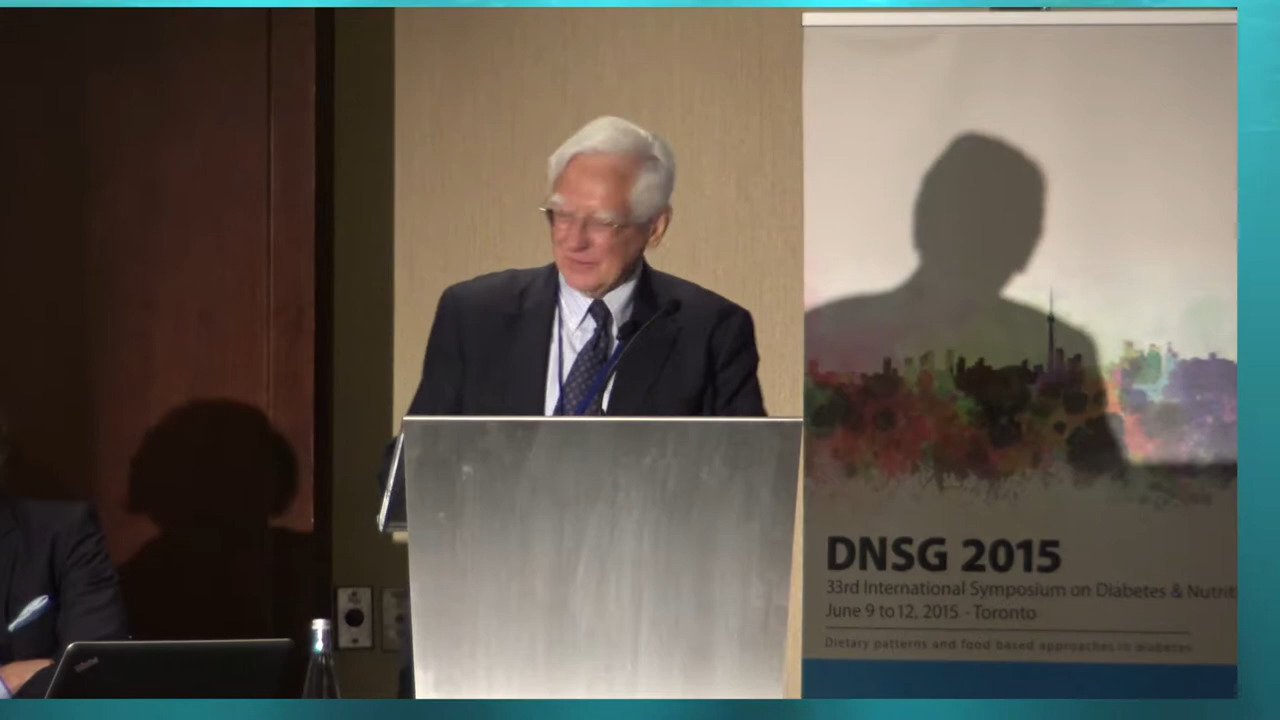 DNSG 2015
33rd International Symposium on Diabetes & Nutrit
June 9 to 12, 2015 - Toronto
Dietary patterns and food based approaches in diabetes
ThinkPad